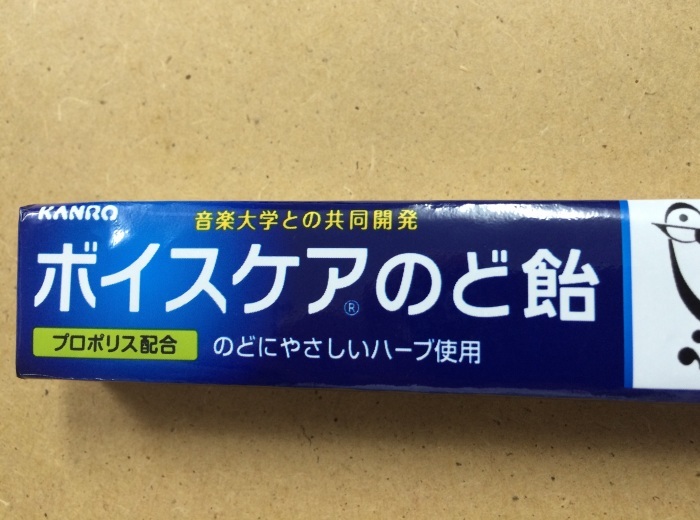 KANRO
音楽大学との共同開発
ボイスケア®のど飴
プロポリス配合
のどにやさしいハーブ使用